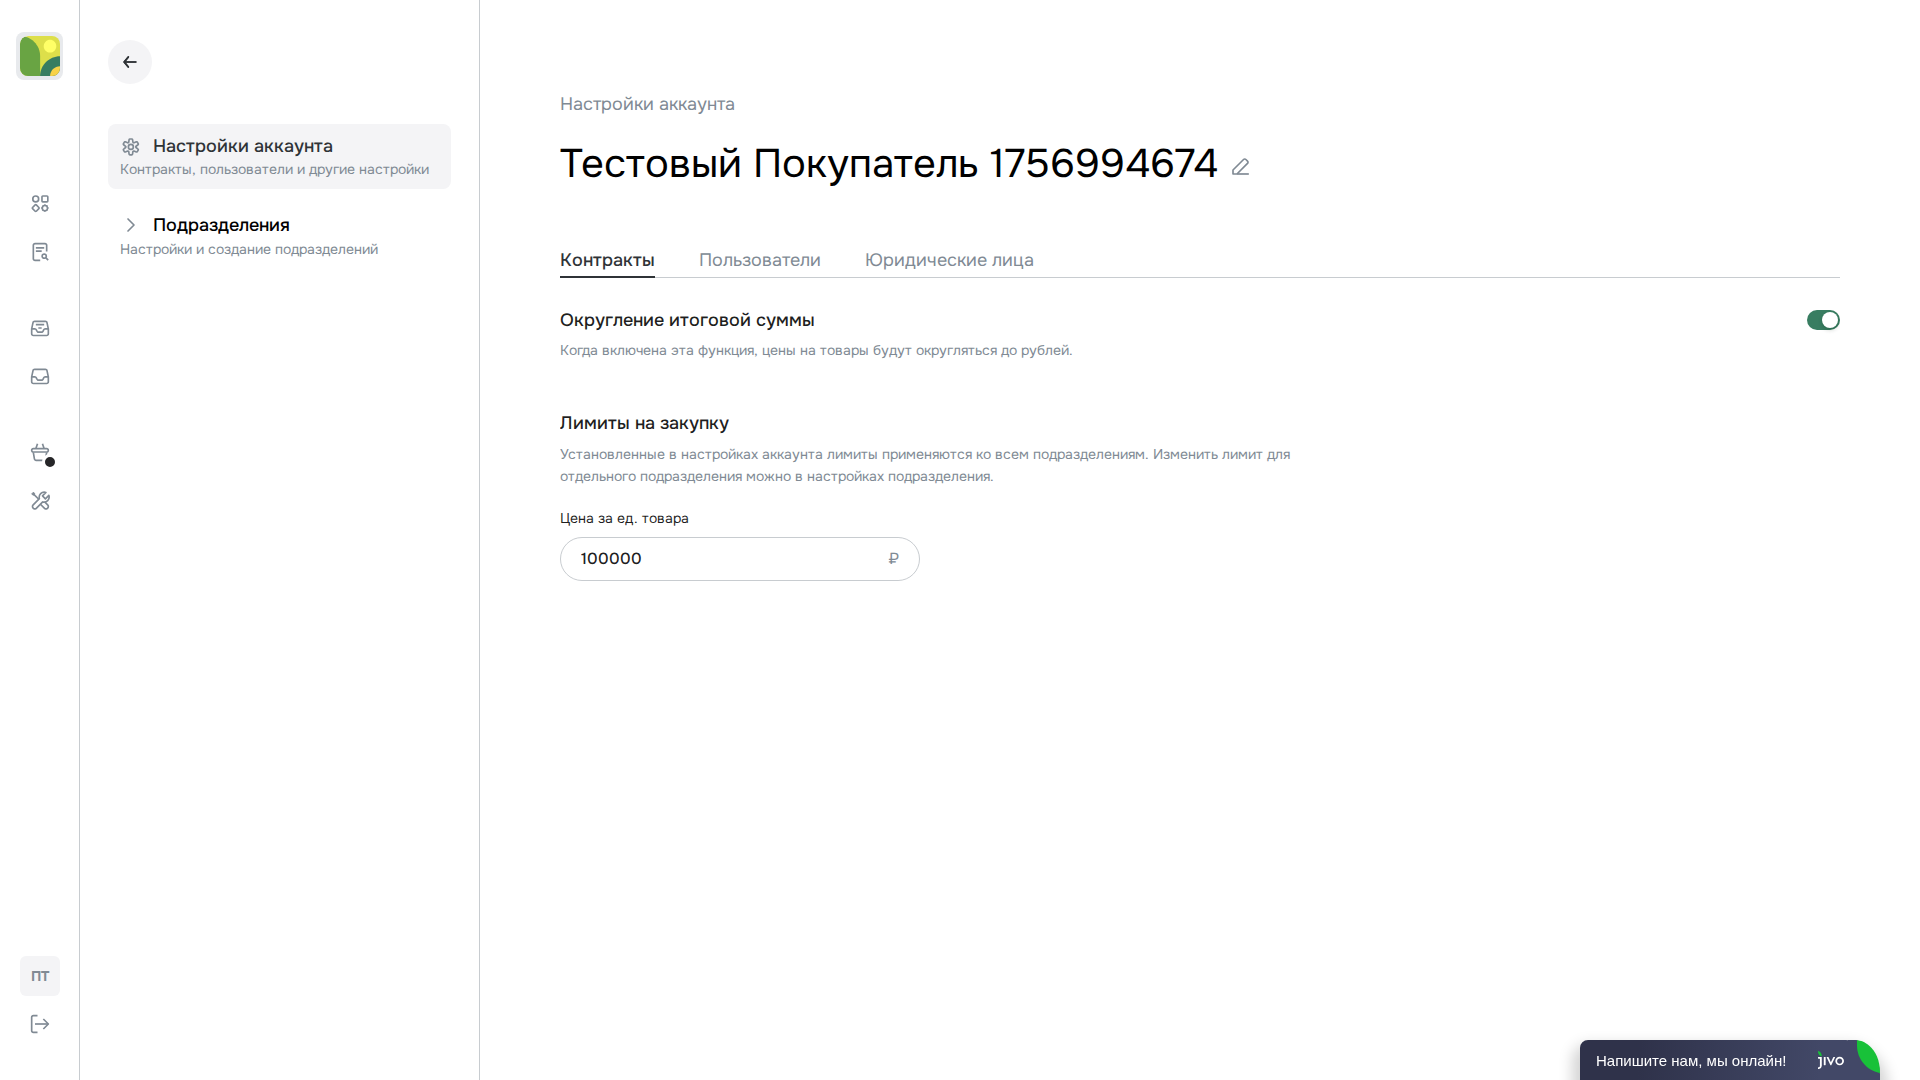 Настройки аккаунта
Контракты, пользователи и другие настройки
Подразделения
Настройки и создание подразделений
ПТ
Настройки аккаунта
Тестовый Покупатель 1756994674
Контракты Пользователи Юридические лица
Округление итоговой суммы
Когда включена эта функция, цены на товары будут округляться до рублей.
Лимиты на закупку
Установленные в настройках аккаунта лимиты применяются ко всем подразделениям. Изменить лимит для
отдельного подразделения можно в настройках подразделения.
Цена за ед. товара
100000 ₽
Напишите нам, мы онлайн! jivo